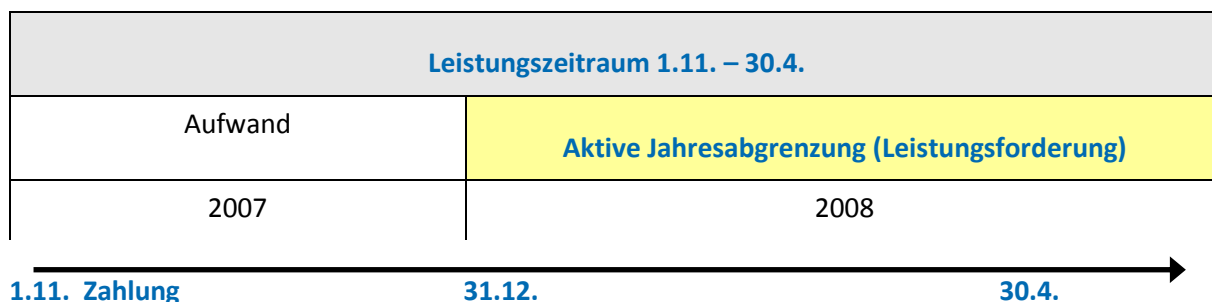 Leistungszeitraum 1.11. – 30.4.
Aufwand
Aktive Jahresabgrenzung (Leistungsforderung)
2007 2008
1.11. Zahlung 31.12. 30.4.